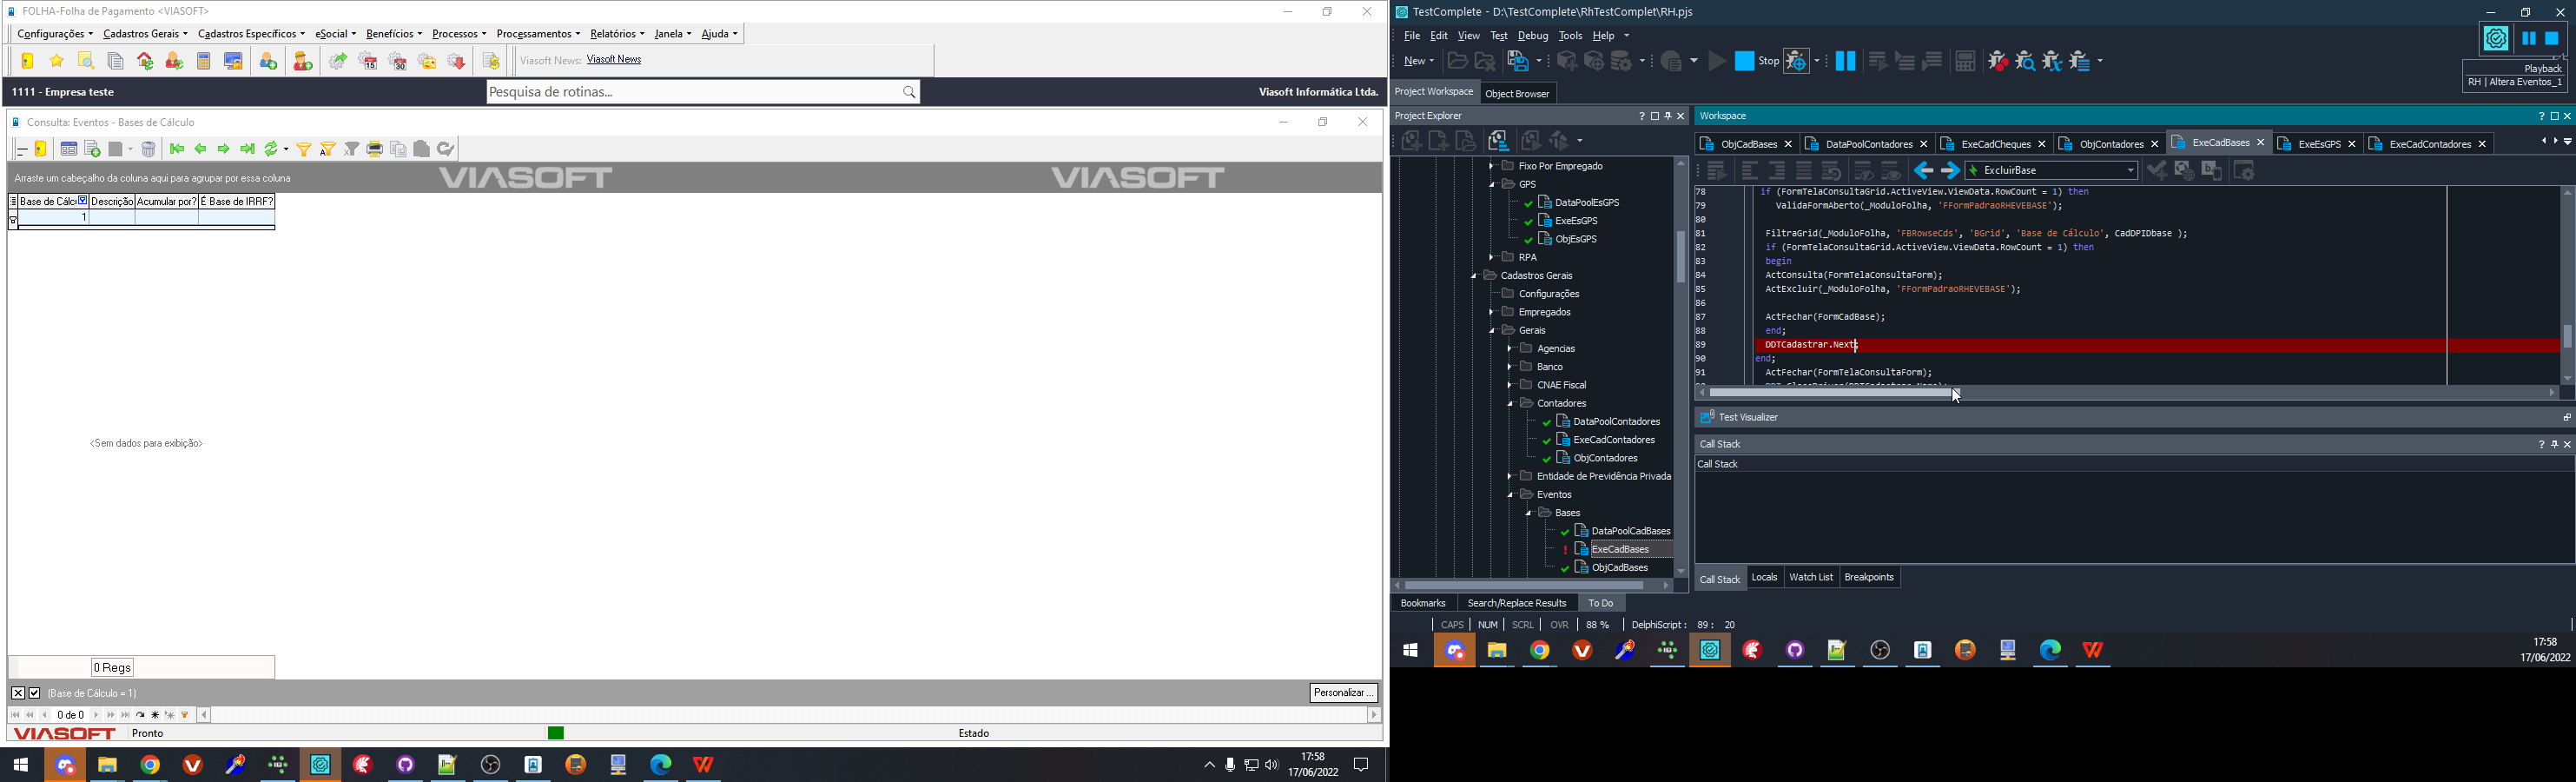 FOLHA-Folha de Pagamento <VIASOFT>
Configurações Cadastros Gerais Cadastros Específicos eSocial Benefícios Processos Processamentos Relatórios Janela Ajuda
15 30
Viasoft News: Viasoft News
1111 - Empresa teste
Pesquisa de rotinas...
Viasoft Informática Ltda.
Consulta: Eventos - Bases de Cálculo
Arraste um cabeçalho da coluna aqui para agrupar por essa coluna
VIASOFT VIASOFT
Base de Cálcu Descrição Acumular por? É Base de IRRF?
1
<Sem dados para exibição>
0 Regs
(Base de Cálculo = 1)
Personalizar ...
0 de 0
VIASOFT Pronto
Estado
17:58
17/06/2022
TestComplete - D:\TestComplete\RhTestComplet\RH.pjs
File Edit View Test Debug Tools Help
New
Stop
Playback
RH | Altera Eventos_1
Project Workspace Object Browser
Project Explorer
Fixo Por Empregado
GPS
DataPoolEsGPS
ExeEsGPS
ObjEsGPS
RPA
Cadastros Gerais
Configurações
Empregados
Gerais
Agencias
Banco
CNAE Fiscal
Contadores
DataPoolContadores
ExeCadContadores
ObjContadores
Entidade de Previdência Privada
Eventos
Bases
DataPoolCadBases
ExeCadBases
ObjCadBases
Workspace
ObjCadBases DataPoolContadores ExeCadCheques ObjContadores ExeCadBases ExeEsGPS ExeCadContadores
ExcluirBase
78 if (FormTelaConsultaGrid.ActiveView.ViewData.RowCount = 1) then
79 ValidaFormAberto(_ModuloFolha, 'FFormPadraoRHEVEBASE');
80
81 FiltraGrid(_ModuloFolha, 'FBRowseCds', 'BGrid', 'Base de Cálculo', CadDPIDbase );
82 if (FormTelaConsultaGrid.ActiveView.ViewData.RowCount = 1) then
83 begin
84 ActConsulta(FormTelaConsultaForm);
85 ActExcluir(_ModuloFolha, 'FFormPadraoRHEVEBASE');
86
87 ActFechar(FormCadBase);
88 end;
89 DDTCadastrar.Next;
90 end;
91 ActFechar(FormTelaConsultaForm);
Test Visualizer
Call Stack
Call Stack
Call Stack Locals Watch List Breakpoints
Bookmarks Search/Replace Results To Do
CAPS NUM SCRL OVR 88 % DelphiScript : 89 : 20
17:58
17/06/2022